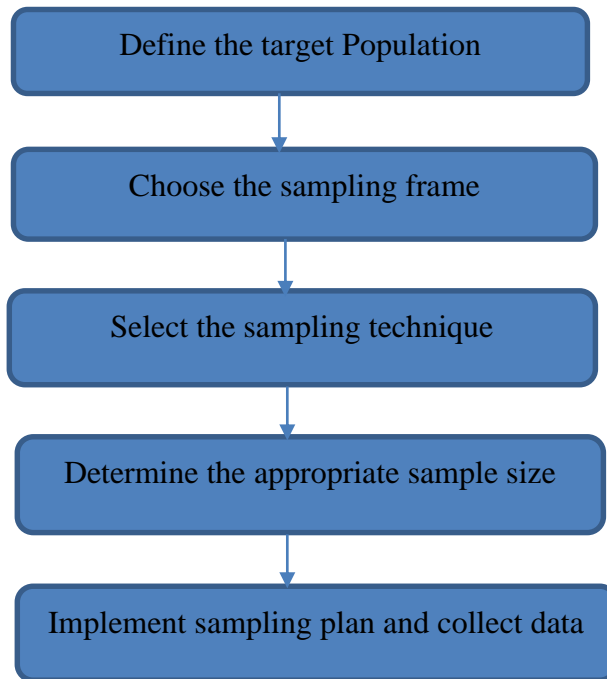 Define the target Population
Choose the sampling frame
Select the sampling technique
Determine the appropriate sample size
Implement sampling plan and collect data